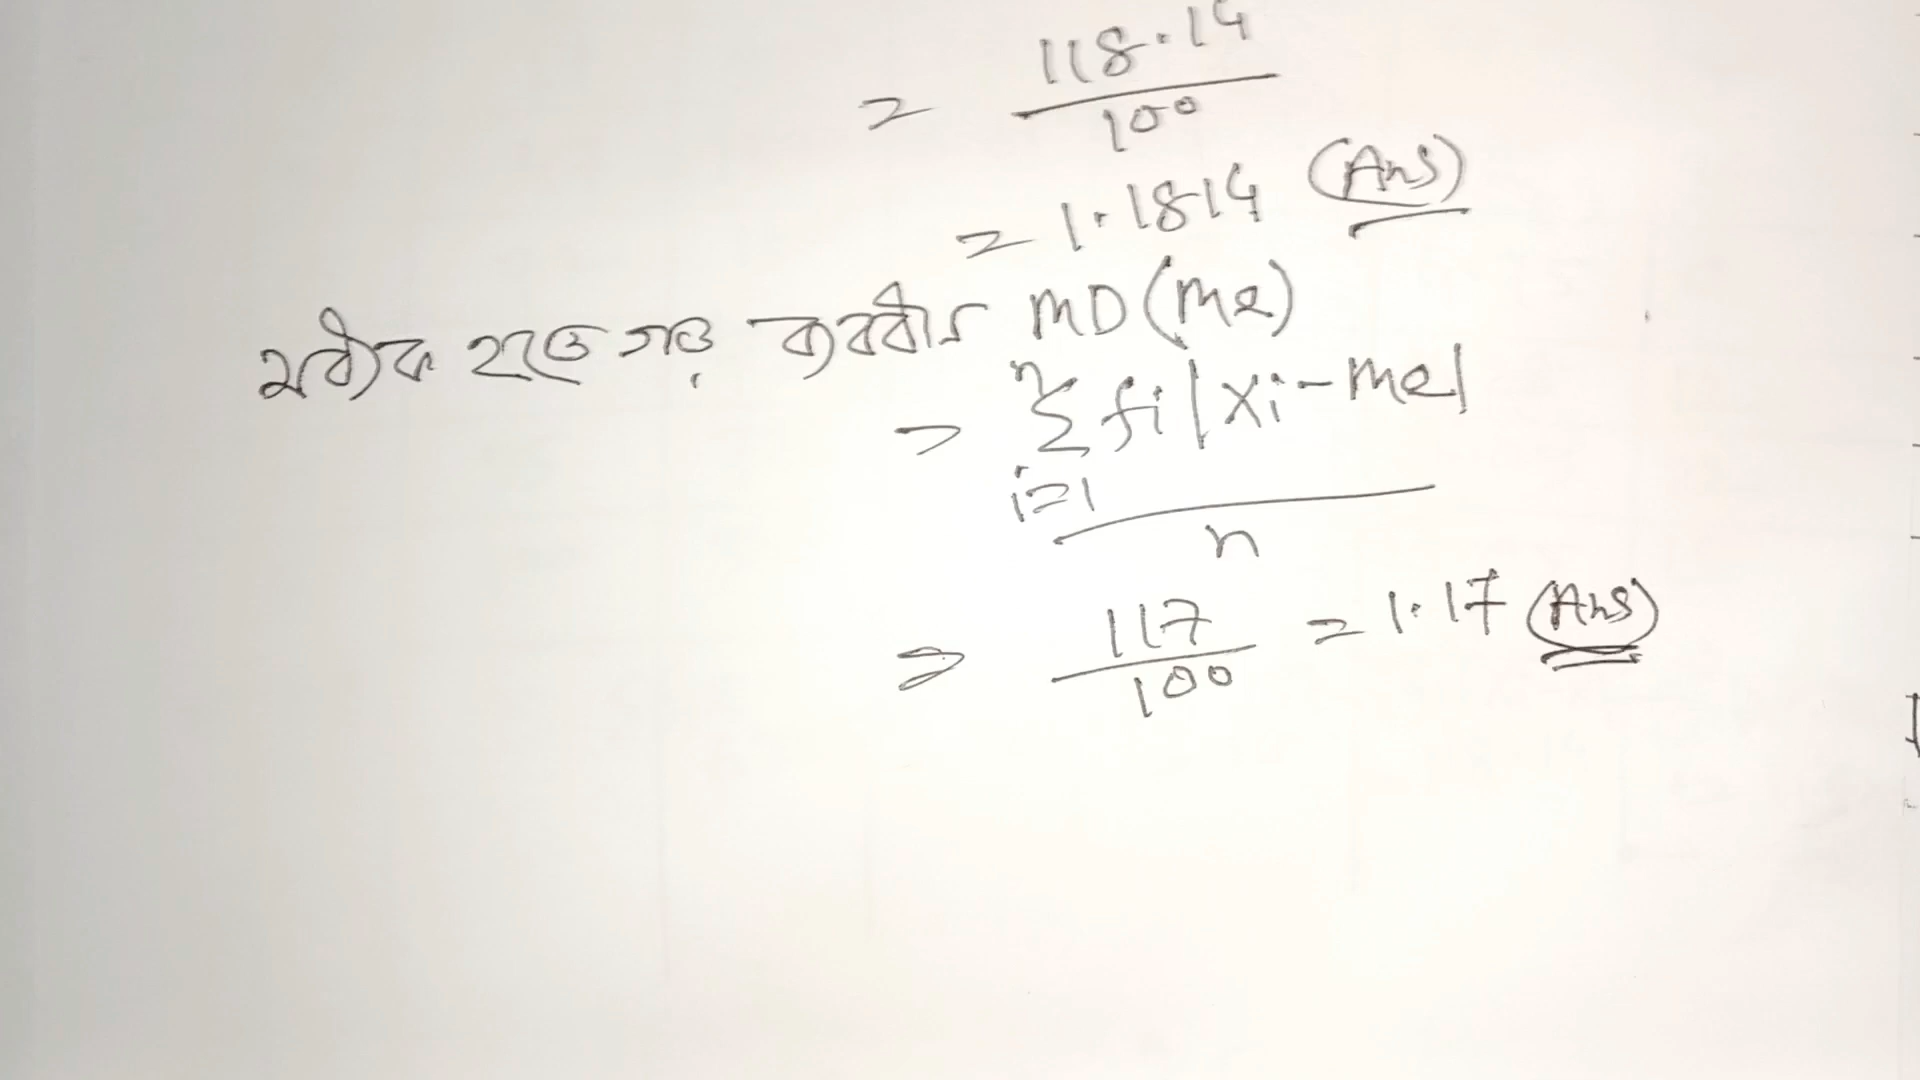 = 118.14
100
= 1.1814 (Ans)
মধ্যক হতে গড় ব্যবধান MD(Me)
= n Σ fi |xi - me|
i=1
n
= 117 = 1.17 (Ans)
100